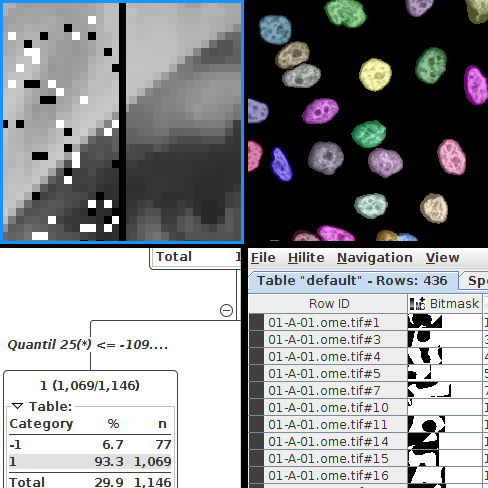 Total 1
Quantil 25(*) <= -109....
1 (1,069/1,146)
Table:
Category % n
-1 6.7 77
1 93.3 1,069
Total 29.9 1,146
File Hilite Navigation View
Table "default" - Rows: 436 Spe
Row ID Bitmask
01-A-01.ome.tif#1
01-A-01.ome.tif#3
01-A-01.ome.tif#4
01-A-01.ome.tif#5
01-A-01.ome.tif#7
01-A-01.ome.tif#10
01-A-01.ome.tif#11
01-A-01.ome.tif#14
01-A-01.ome.tif#15
01-A-01.ome.tif#16